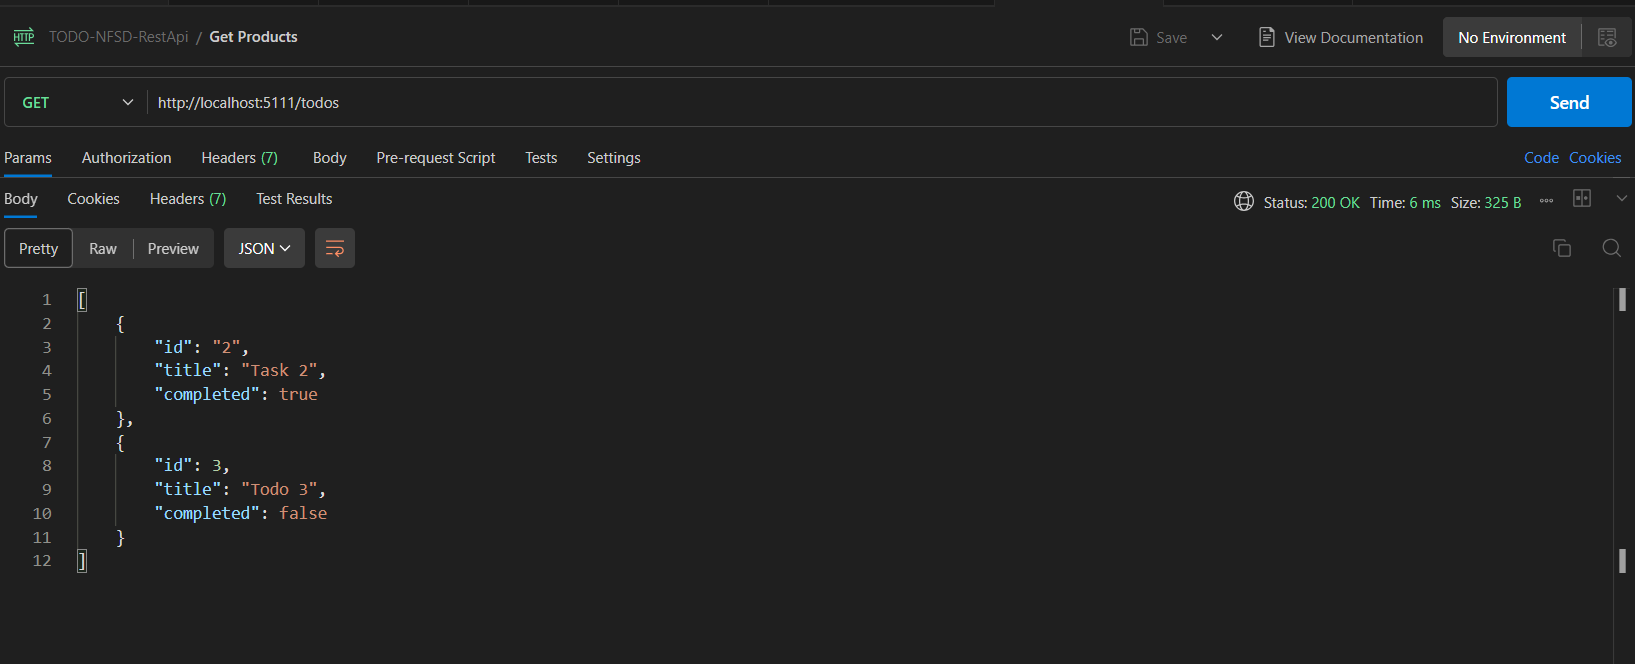 HTTP TODO-NFSD-RestApi / Get Products Save View Documentation No Environment
GET http://localhost:5111/todos Send
Params Authorization Headers (7) Body Pre-request Script Tests Settings Code Cookies
Body Cookies Headers (7) Test Results Status: 200 OK Time: 6 ms Size: 325 B
Pretty Raw Preview JSON
1 [
2 {
3 "id": "2",
4 "title": "Task 2",
5 "completed": true
6 },
7 {
8 "id": 3,
9 "title": "Todo 3",
10 "completed": false
11 }
12 ]